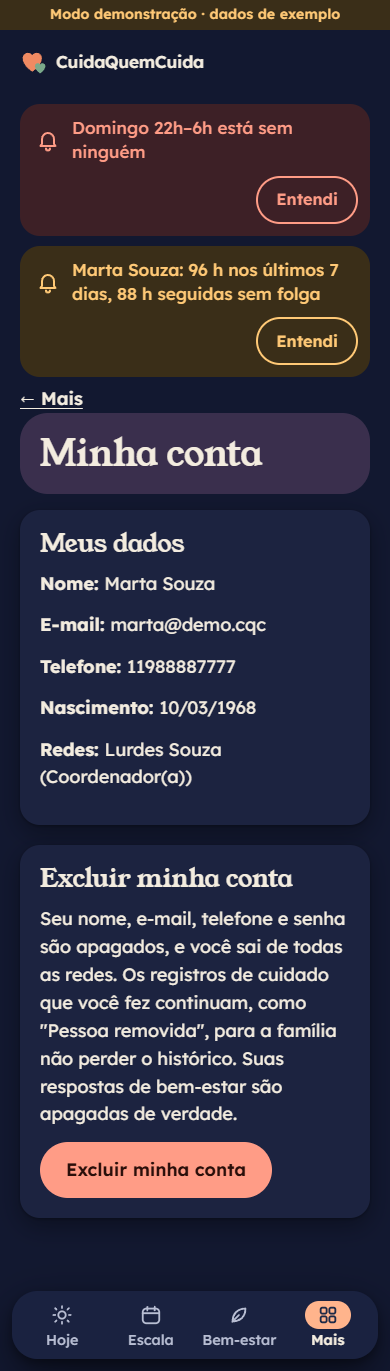 Modo demonstração · dados de exemplo
CuidaQuemCuida
Domingo 22h–6h está sem
ninguém
Entendi
Marta Souza: 96 h nos últimos 7
dias, 88 h seguidas sem folga
Entendi
← Mais
Minha conta
Meus dados
Nome: Marta Souza
E-mail: marta@demo.cqc
Telefone: 11988887777
Nascimento: 10/03/1968
Redes: Lurdes Souza
(Coordenador(a))
Excluir minha conta
Seu nome, e-mail, telefone e senha
são apagados, e você sai de todas
as redes. Os registros de cuidado
que você fez continuam, como
"Pessoa removida", para a família
não perder o histórico. Suas
respostas de bem-estar são
apagadas de verdade.
Excluir minha conta
Hoje
Escala
Bem-estar
Mais